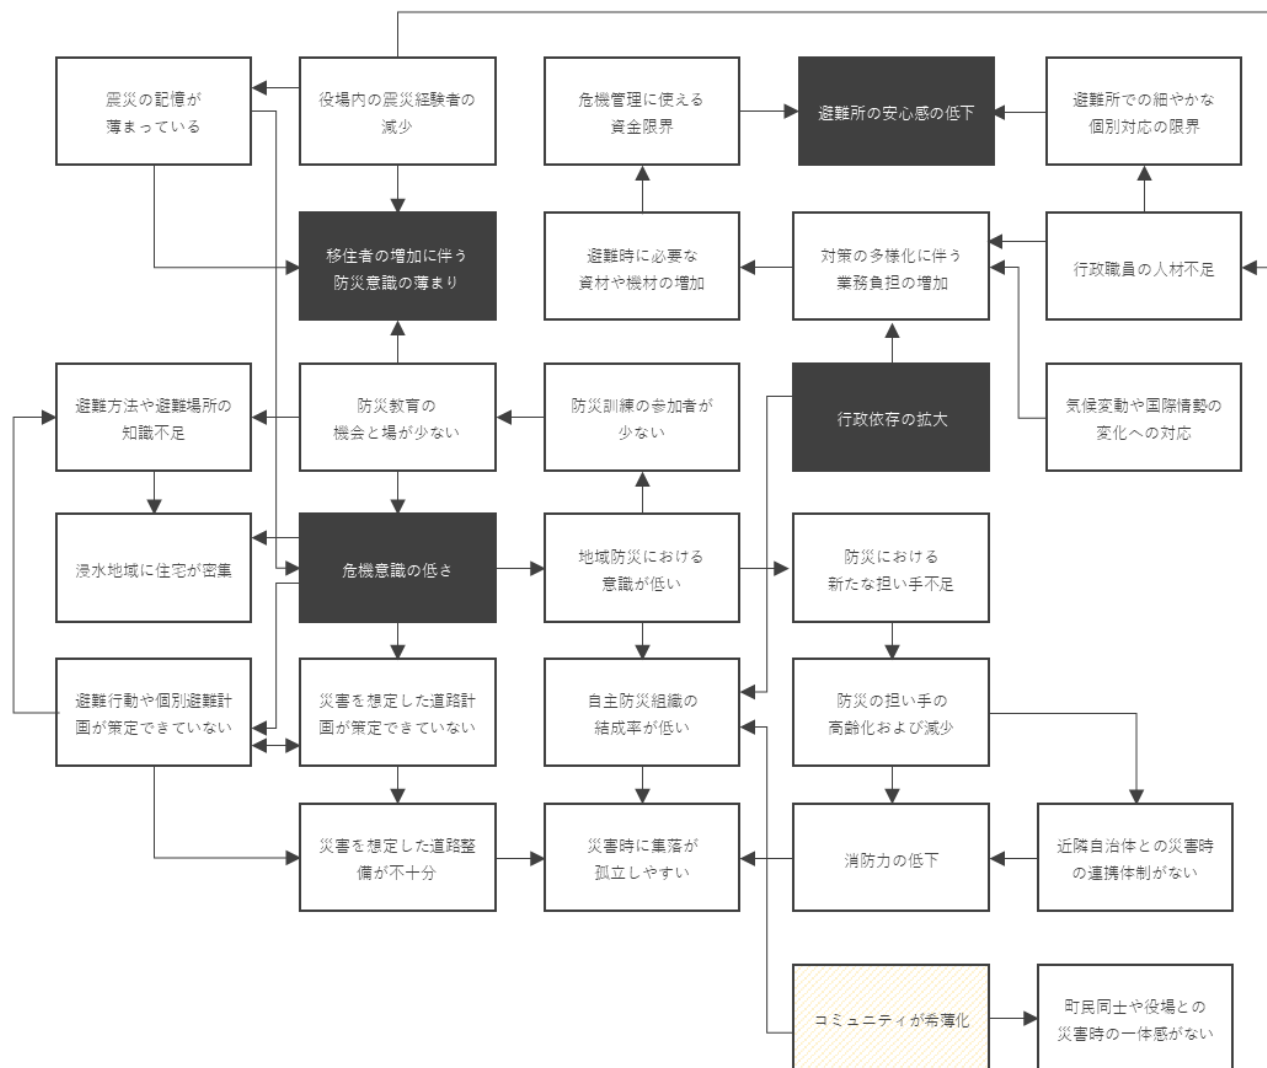 震災の記憶が
薄まっている
役場内の震災経験者の
減少
危機管理に使える
資金限界
避難所の安心感の低下
避難所での細やかな
個別対応の限界
移住者の増加に伴う
防災意識の薄まり
避難時に必要な
資材や機材の増加
対策の多様化に伴う
業務負担の増加
行政職員の人材不足
避難方法や避難場所の
知識不足
防災教育の
機会と場が少ない
防災訓練の参加者が
少ない
行政依存の拡大
気候変動や国際情勢の
変化への対応
浸水地域に住宅が密集
危機意識の低さ
地域防災における
意識が低い
防災における
新たな担い手不足
避難行動や個別避難計
画が策定できていない
災害を想定した道路計
画が策定できていない
自主防災組織の
結成率が低い
防災の担い手の
高齢化および減少
災害を想定した道路整
備が不十分
災害時に集落が
孤立しやすい
消防力の低下
近隣自治体との災害時
の連携体制がない
コミュニティが希薄化
町民同士や役場との
災害時の一体感がない